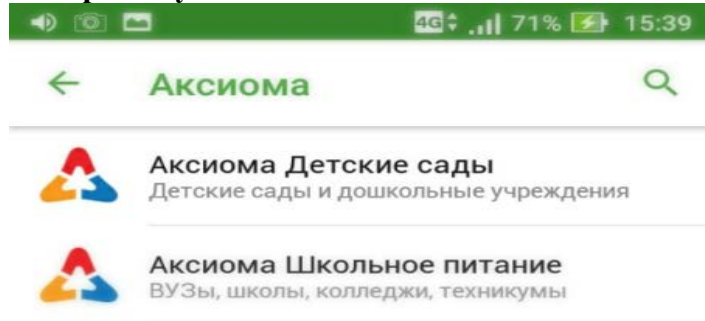 4G 71% 15:39
Аксиома
Аксиома Детские сады
Детские сады и дошкольные учреждения
Аксиома Школьное питание
ВУЗы, школы, колледжи, техникумы